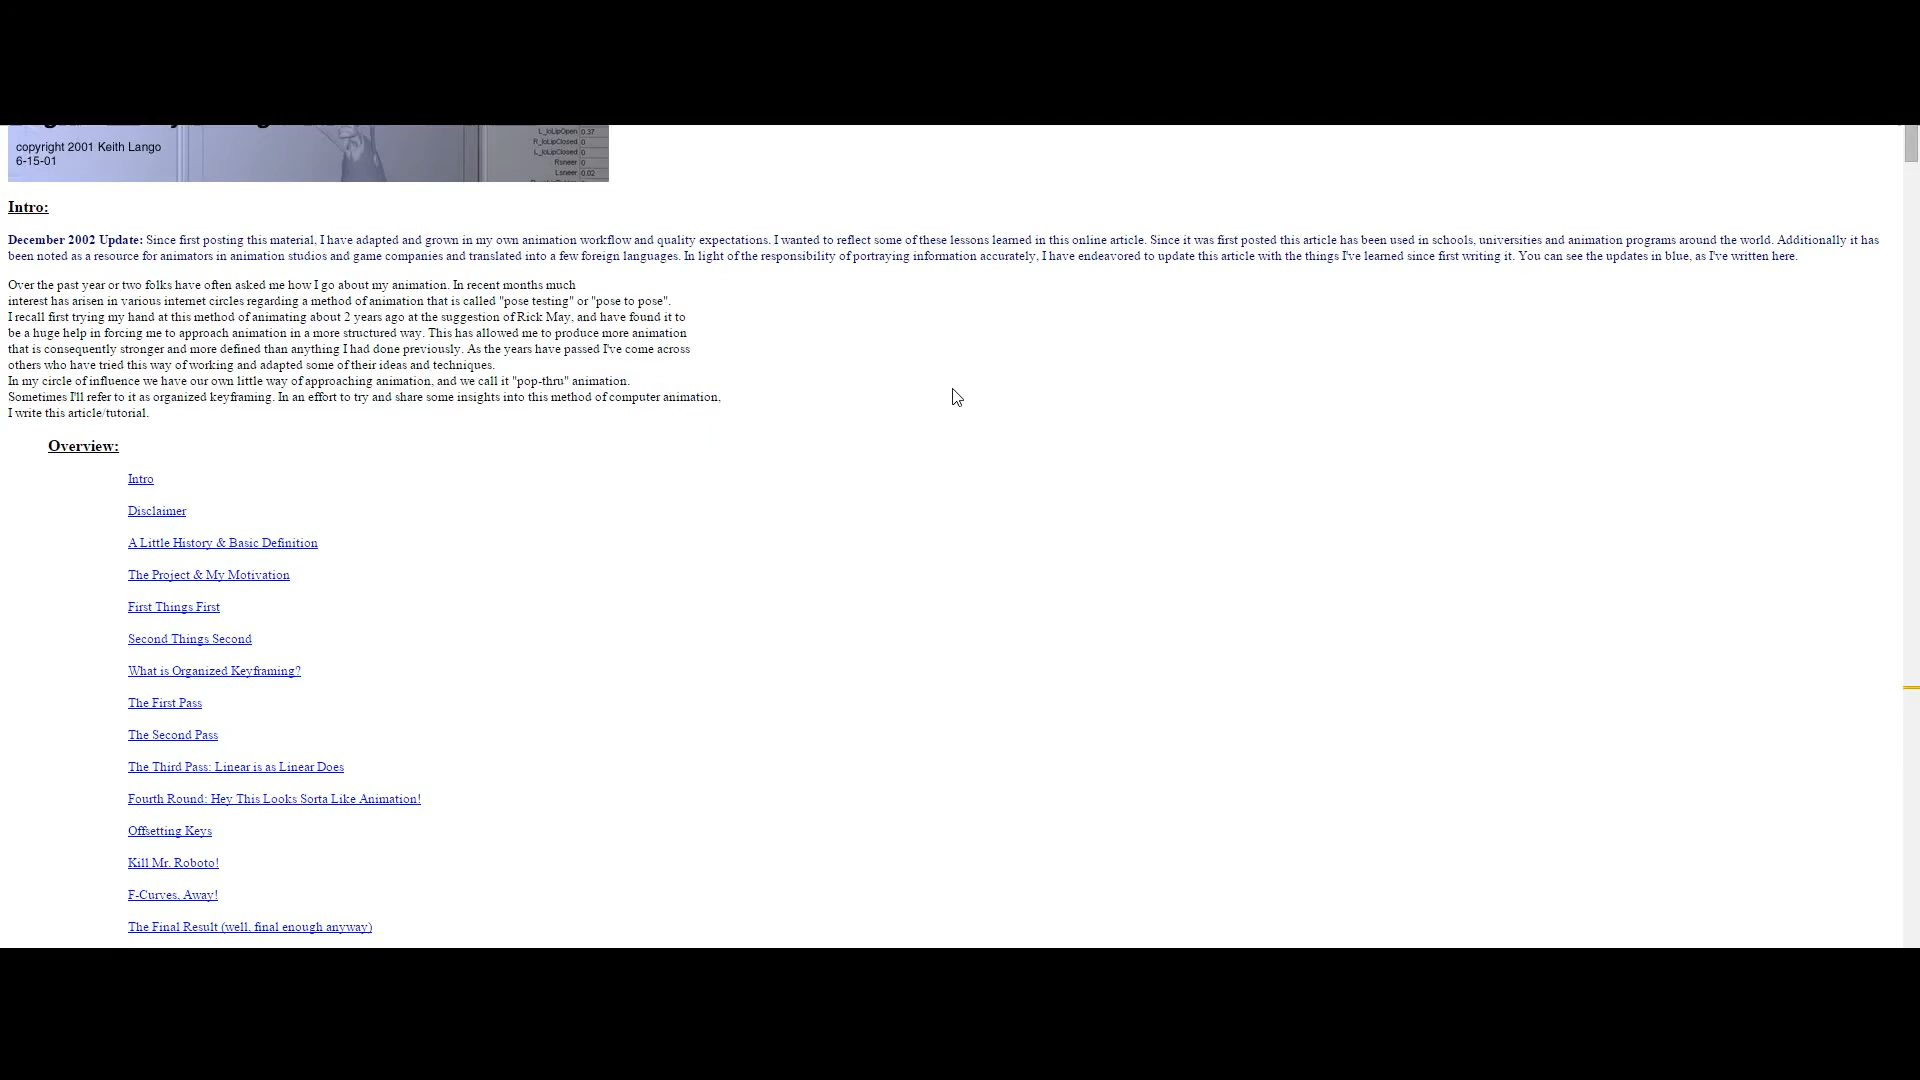 L_loLipOpen 0.37
copyright 2001 Keith Lango
R_loLipClosed 0
L_loLipClosed 0
6-15-01
Rsneer 0
Lsneer 0.02
Intro:
December 2002 Update: Since first posting this material, I have adapted and grown in my own animation workflow and quality expectations. I wanted to reflect some of these lessons learned in this online article. Since it was first posted this article has been used in schools, universities and animation programs around the world. Additionally it has
been noted as a resource for animators in animation studios and game companies and translated into a few foreign languages. In light of the responsibility of portraying information accurately, I have endeavored to update this article with the things I've learned since first writing it. You can see the updates in blue, as I've written here.
Over the past year or two folks have often asked me how I go about my animation. In recent months much
interest has arisen in various internet circles regarding a method of animation that is called "pose testing" or "pose to pose".
I recall first trying my hand at this method of animating about 2 years ago at the suggestion of Rick May, and have found it to
be a huge help in forcing me to approach animation in a more structured way. This has allowed me to produce more animation
that is consequently stronger and more defined than anything I had done previously. As the years have passed I've come across
others who have tried this way of working and adapted some of their ideas and techniques.
In my circle of influence we have our own little way of approaching animation, and we call it "pop-thru" animation.
Sometimes I'll refer to it as organized keyframing. In an effort to try and share some insights into this method of computer animation,
I write this article/tutorial.
Overview:
Intro
Disclaimer
A Little History & Basic Definition
The Project & My Motivation
First Things First
Second Things Second
What is Organized Keyframing?
The First Pass
The Second Pass
The Third Pass: Linear is as Linear Does
Fourth Round: Hey This Looks Sorta Like Animation!
Offsetting Keys
Kill Mr. Roboto!
F-Curves, Away!
The Final Result (well, final enough anyway)